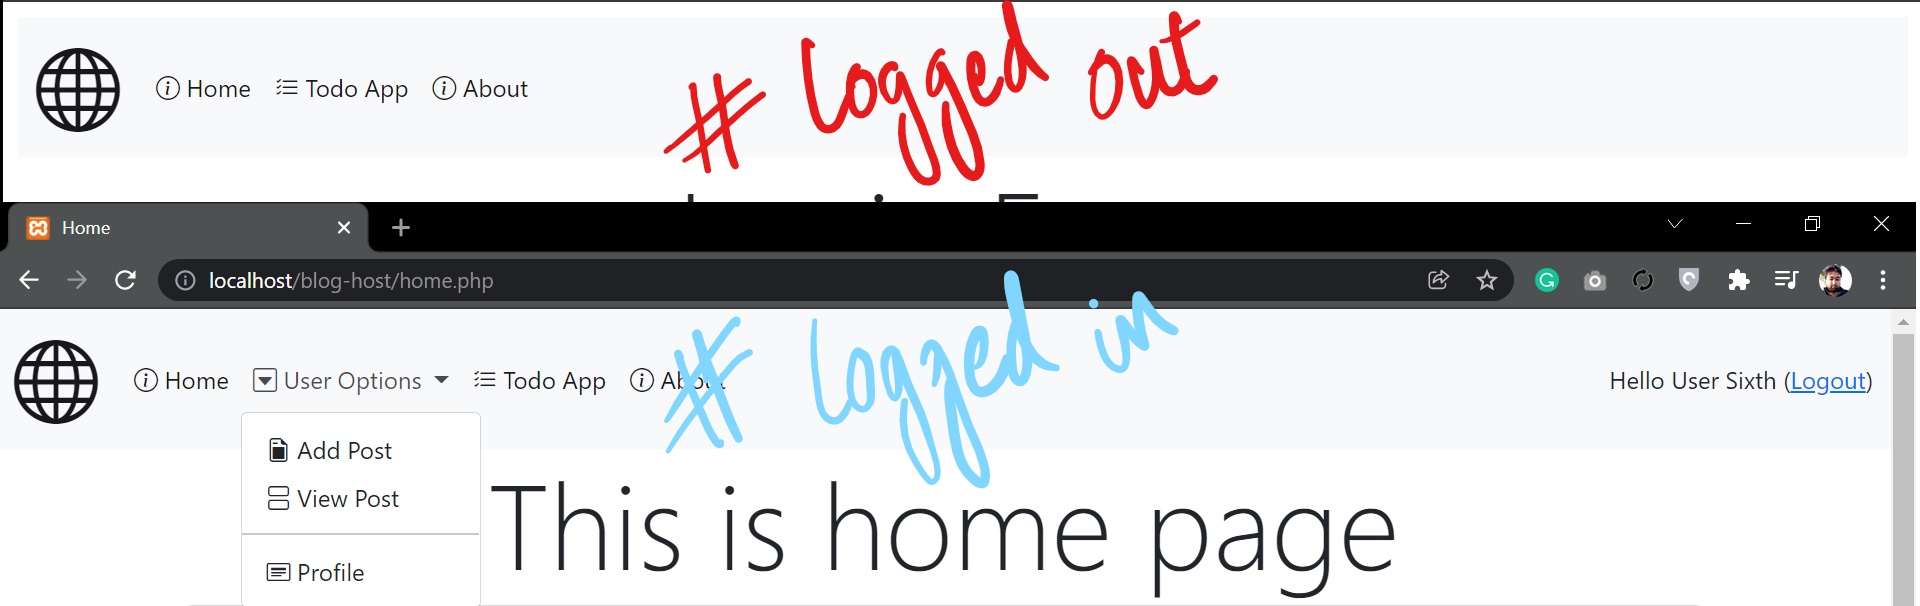 Home Todo App About
# Logged out
Home
localhost/blog-host/home.php
# Logged in
Home User Options Todo App About Hello User Sixth (Logout)
Add Post
View Post
Profile
This is home page